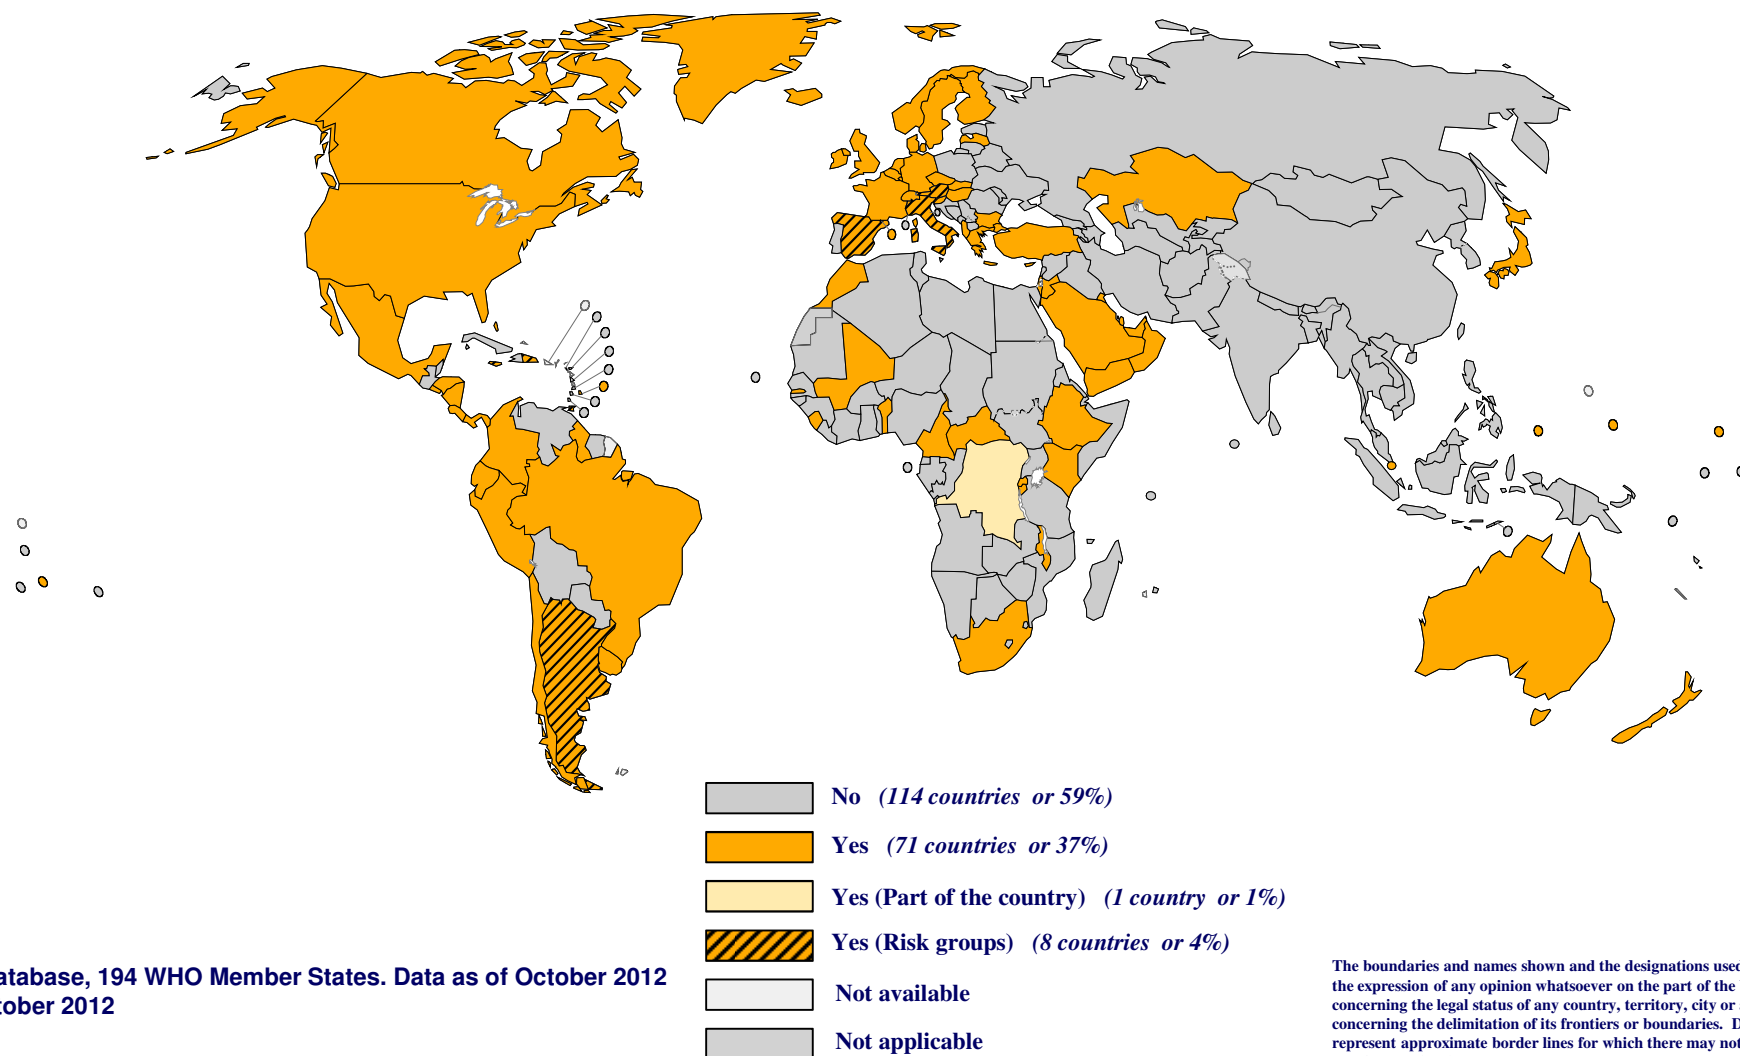 No (114 countries or 59%)
Yes (71 countries or 37%)
Yes (Part of the country) (1 country or 1%)
Yes (Risk groups) (8 countries or 4%)
Not available
Not applicable
atabase, 194 WHO Member States. Data as of October 2012
tober 2012
The boundaries and names shown and the designations used
the expression of any opinion whatsoever on the part of the
concerning the legal status of any country, territory, city or
concerning the delimitation of its frontiers or boundaries. D
represent approximate border lines for which there may not